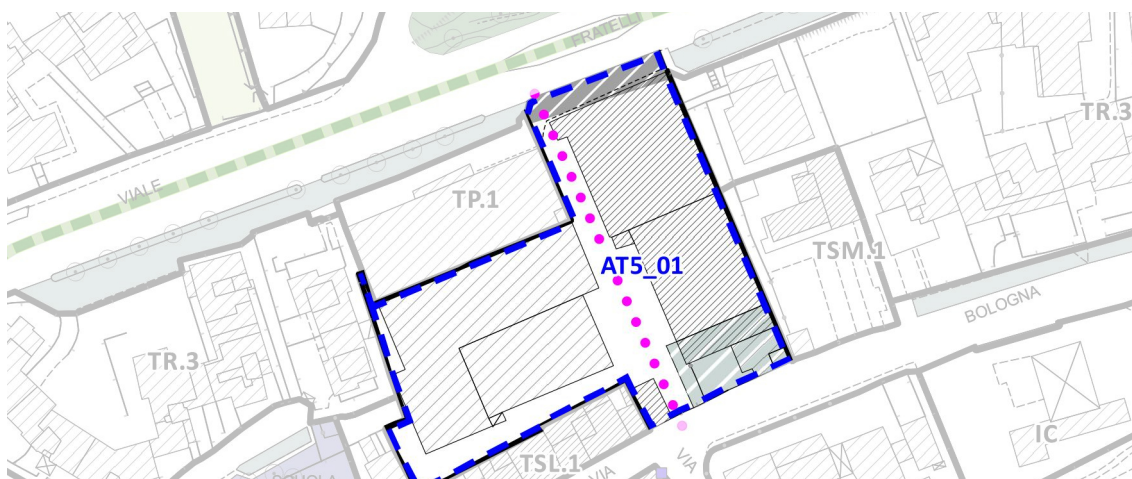 FRATELLI
TR.3
VIALE
TP.1
TSM.1
AT5_01
BOLOGNA
TR.3
IC
TSL.1
VIA
VIA